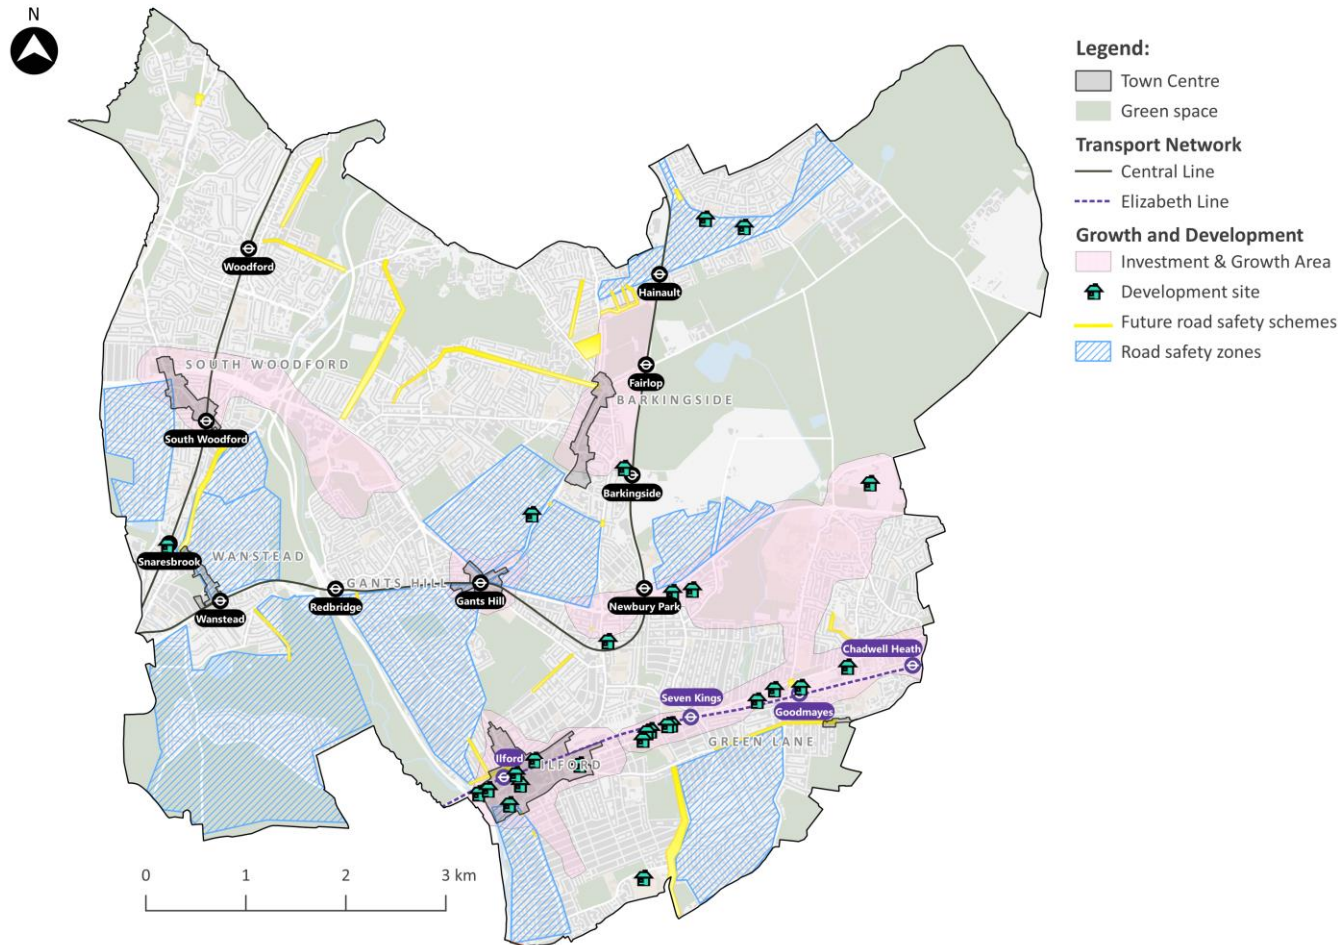 N
Legend:
Town Centre
Green space
Transport Network
Central Line
Elizabeth Line
Growth and Development
Investment & Growth Area
Development site
Future road safety schemes
Road safety zones
Woodford
Hainault
SOUTH WOODFORD
Fairlop
BARKINGSIDE
South Woodford
Barkingside
Snaresbrook
WANSTEAD
GANTS HILL
Wanstead
Redbridge
Gants Hill
Newbury Park
Chadwell Heath
Seven Kings
Goodmayes
GREEN LANE
Ilford
ILFORD
0 1 2 3 km